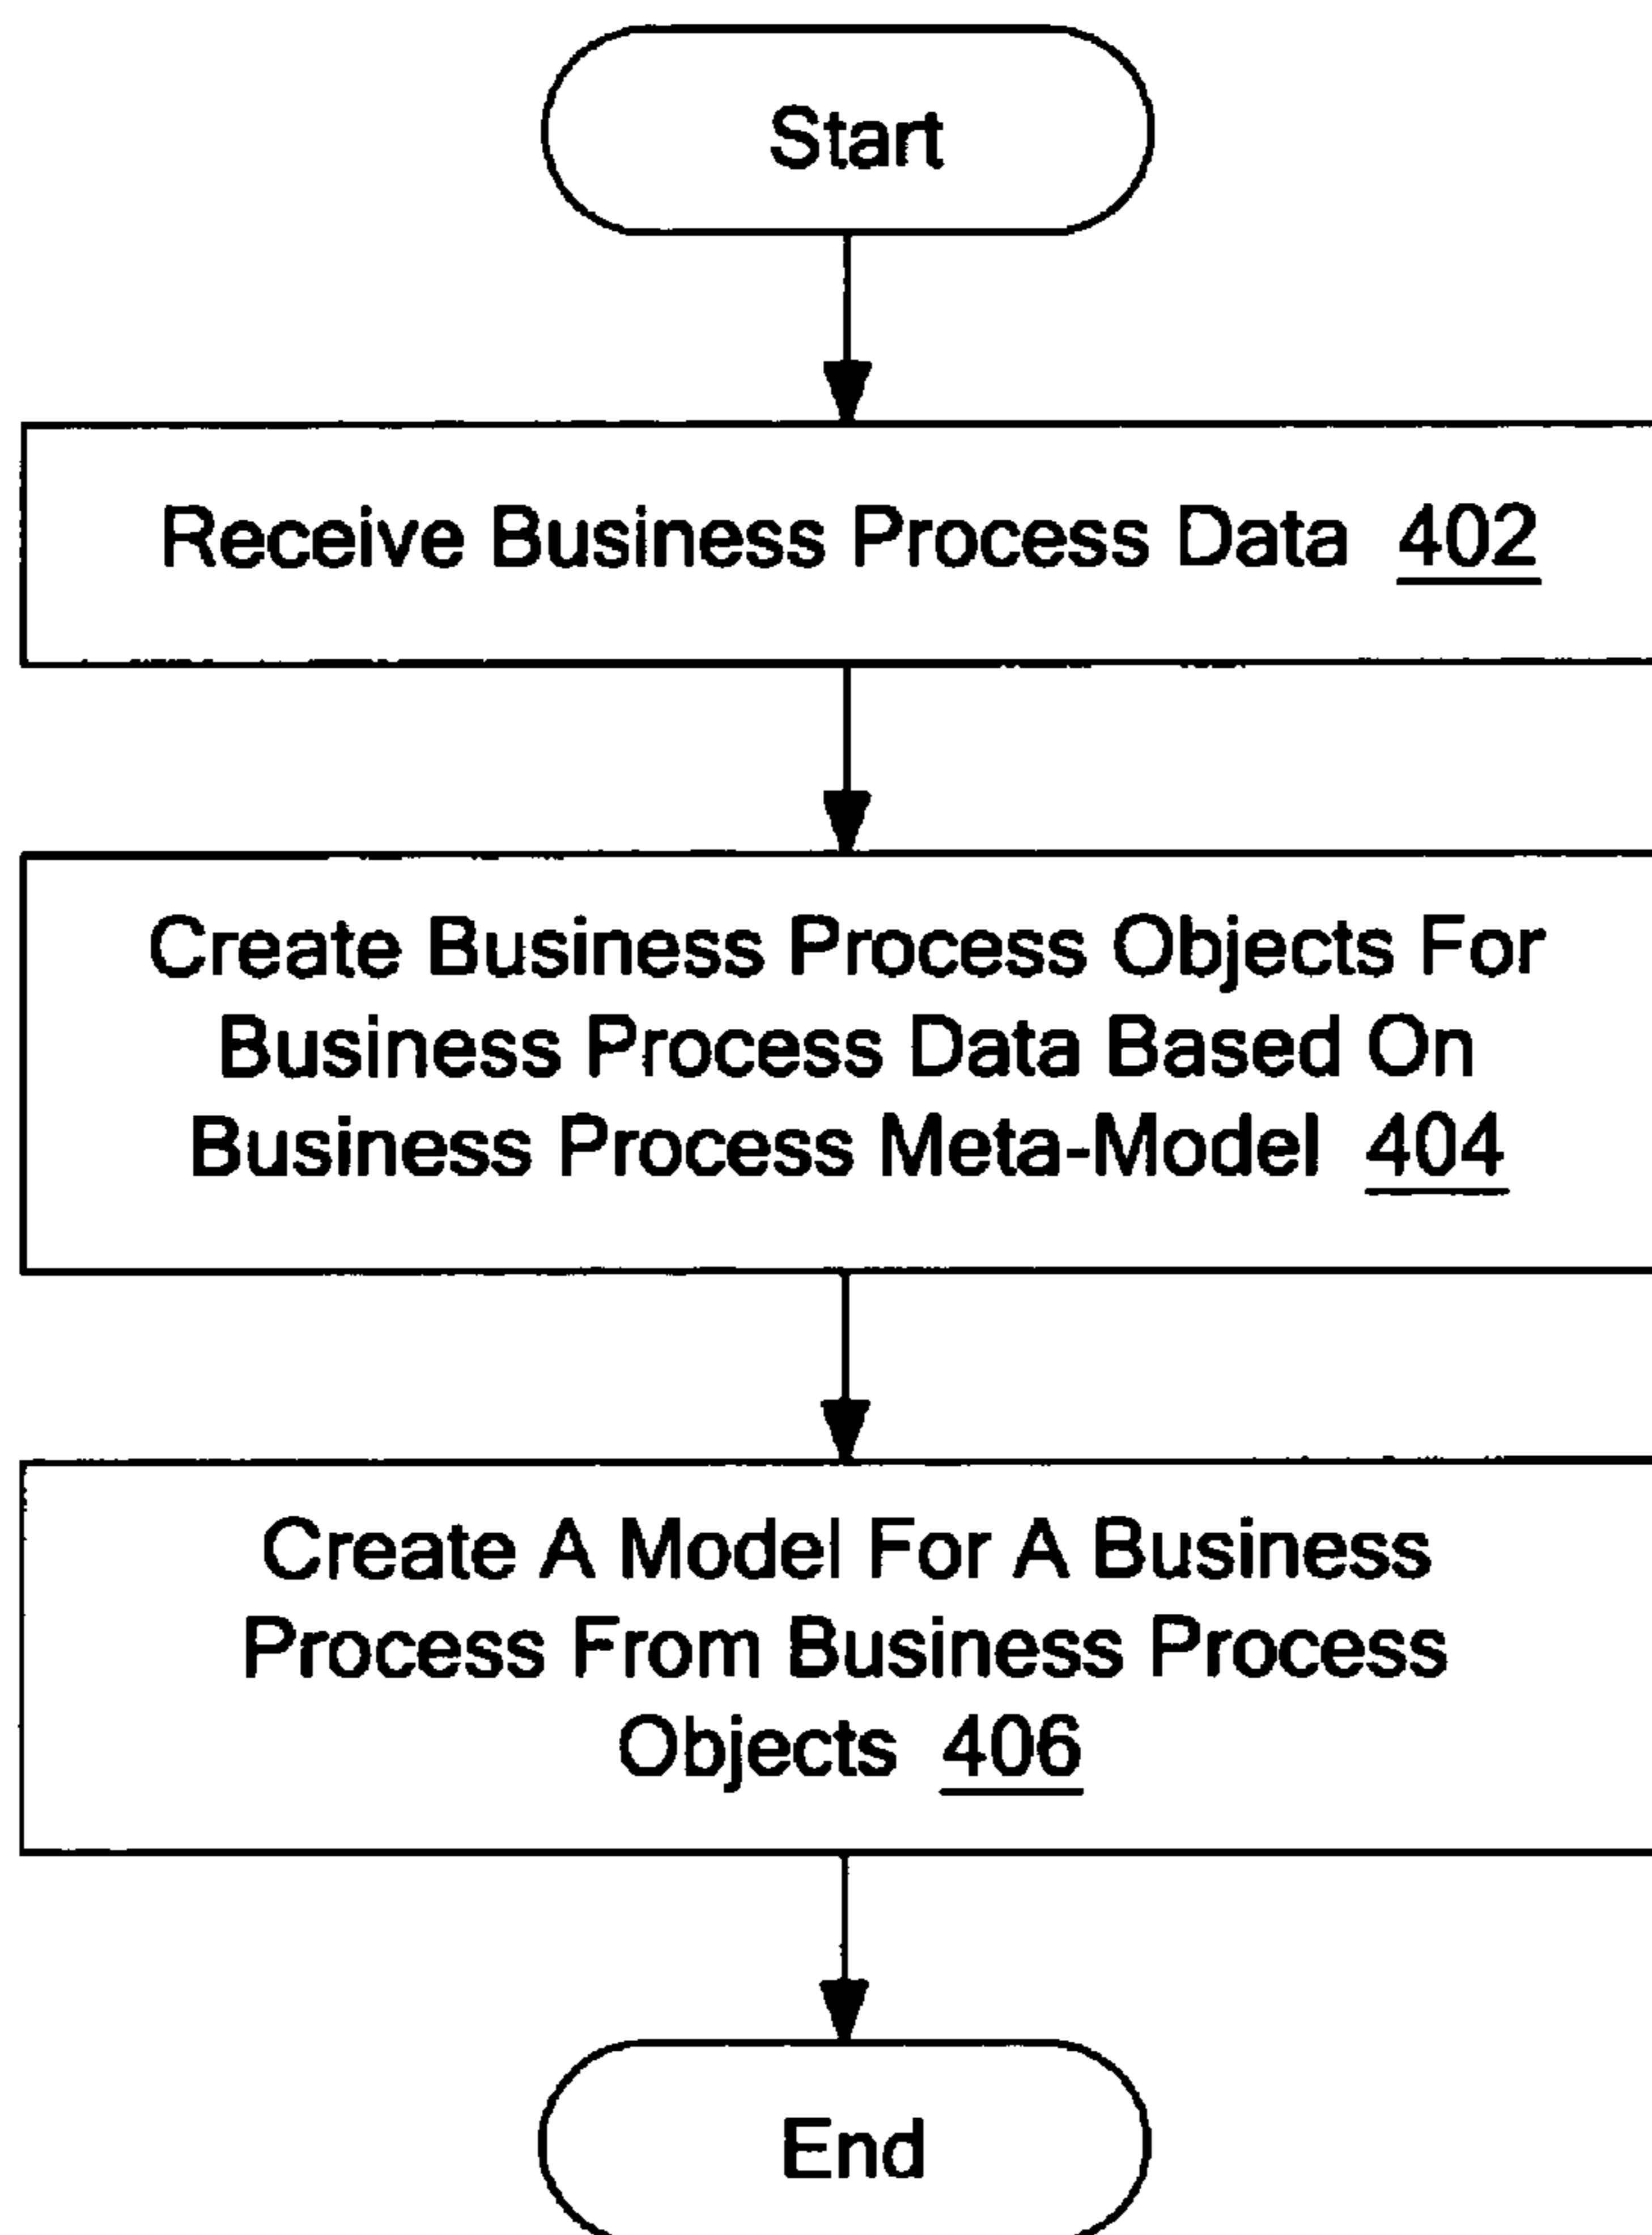 Start
Receive Business Process Data 402
Create Business Process Objects For
Business Process Data Based On
Business Process Meta-Model 404
Create A Model For A Business
Process From Business Process
Objects 406
End